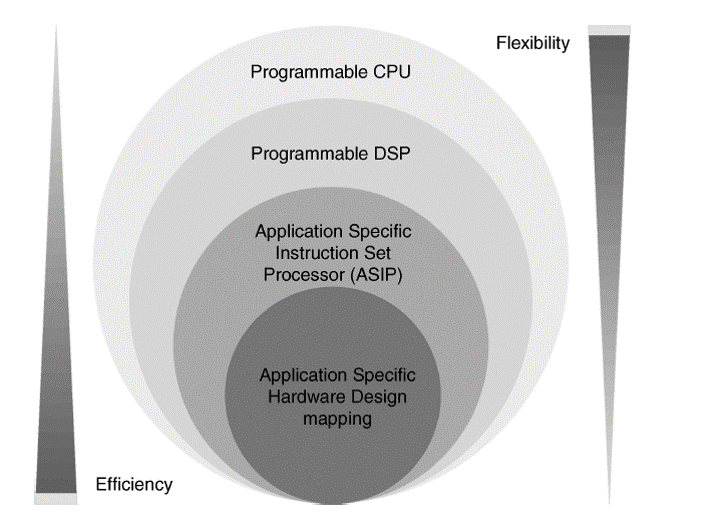 Flexibility
Programmable CPU
Programmable DSP
Application Specific
Instruction Set
Processor (ASIP)
Application Specific
Hardware Design
mapping
Efficiency